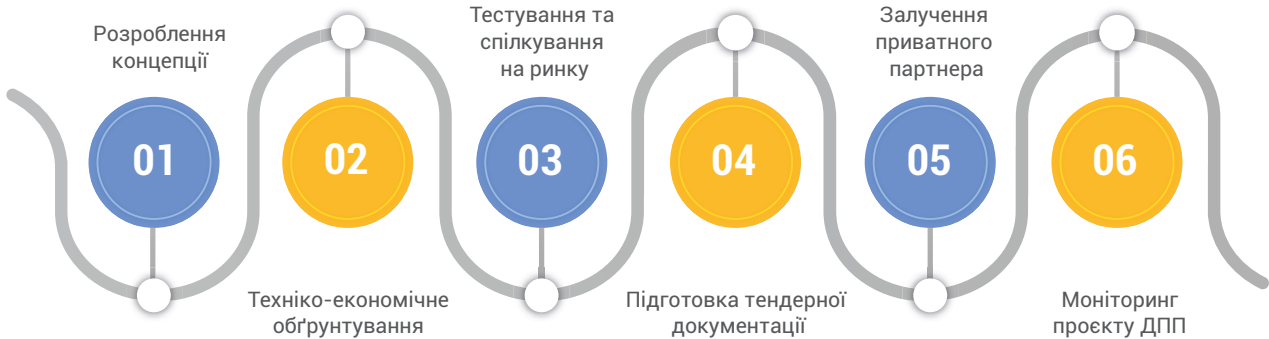 Розроблення
концепції
01
02
Техніко-економічне
обґрунтування
Тестування та
спілкування
на ринку
03
04
Підготовка тендерної
документації
Залучення
приватного
партнера
05
06
Моніторинг
проєкту ДПП